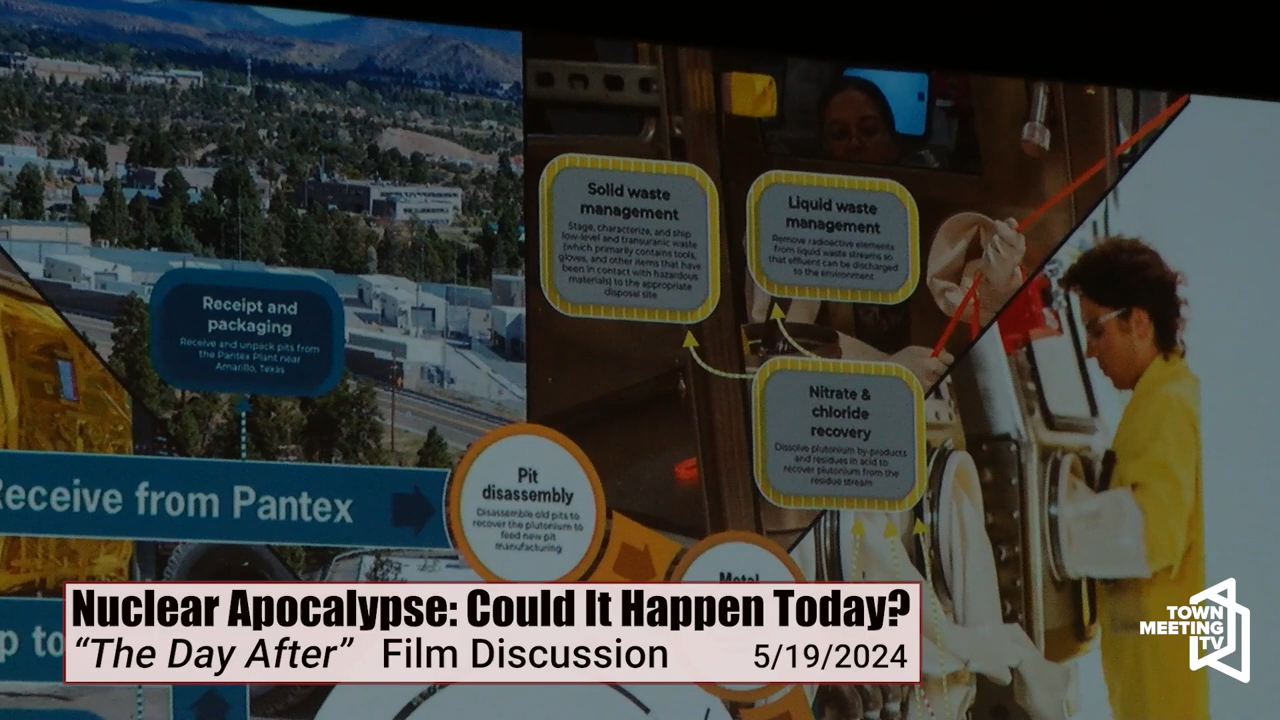 Solid waste
management
Stage, characterize, and ship
low-level and transuranic waste
(which primarily contains tools,
gloves, and other items that have
been in contact with hazardous
materials) to the appropriate
disposal site
Liquid waste
management
Remove radioactive elements
from liquid waste streams so
that effluent can be discharged
to the environment
Receipt and
packaging
Receive and unpack pits from
the Pantex Plant near
Amarillo, Texas
Nitrate &
chloride
recovery
Dissolve plutonium by-products
and residues in acid to
recover plutonium from the
residue stream
Receive from Pantex
Pit
disassembly
Disassemble old pits to
recover the plutonium to
feed new pit
manufacturing
Metal
p to
Nuclear Apocalypse: Could It Happen Today?
“The Day After” Film Discussion 5/19/2024
TOWN
MEETING
TV